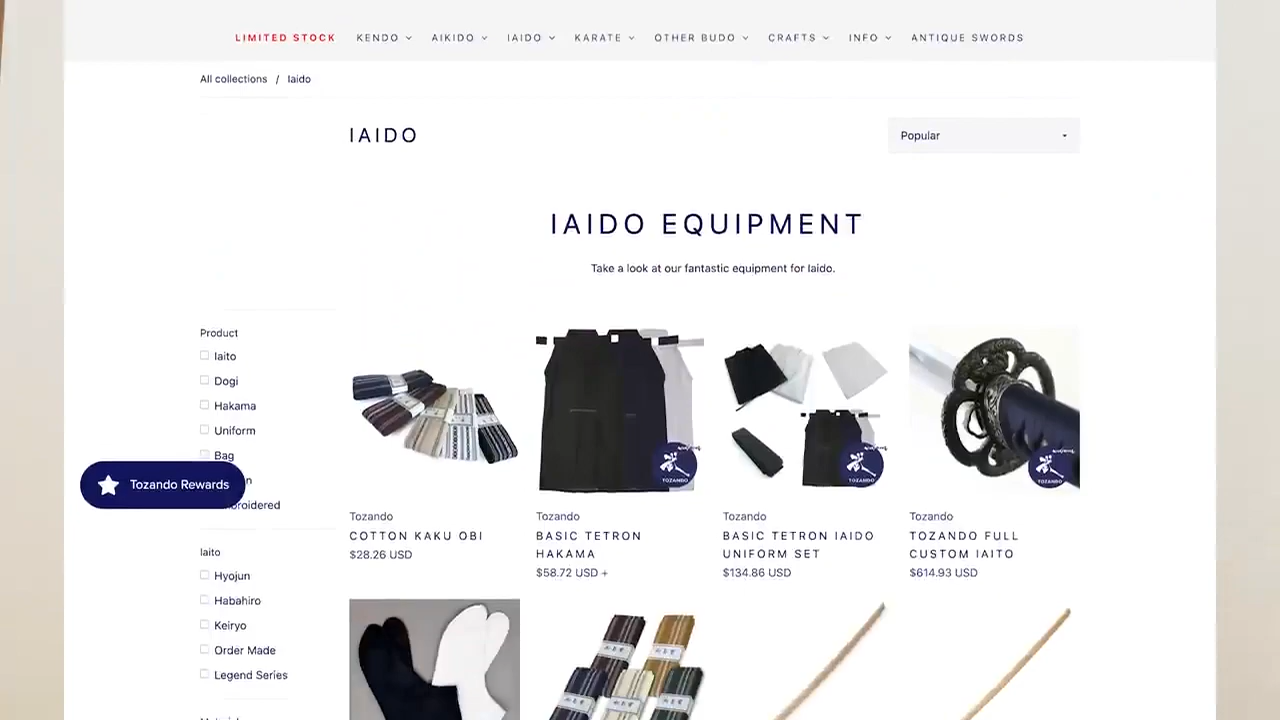 LIMITED STOCK KENDO AIKIDO IAIDO KARATE OTHER BUDO CRAFTS INFO ANTIQUE SWORDS
All collections / Iaido
IAIDO
Popular
IAIDO EQUIPMENT
Take a look at our fantastic equipment for Iaido.
Product
Iaito
Dogi
Hakama
Uniform
Bag
Tozando Rewards
Iaito
Hyojun
Habahiro
Keiryo
Order Made
Legend Series
Tozando
COTTON KAKU OBI
$28.26 USD
TOZANDO
Tozando
BASIC TETRON
HAKAMA
$58.72 USD +
TOZANDO
Tozando
BASIC TETRON IAIDO
UNIFORM SET
$134.86 USD
TOZANDO
Tozando
TOZANDO FULL
CUSTOM IAITO
$614.93 USD